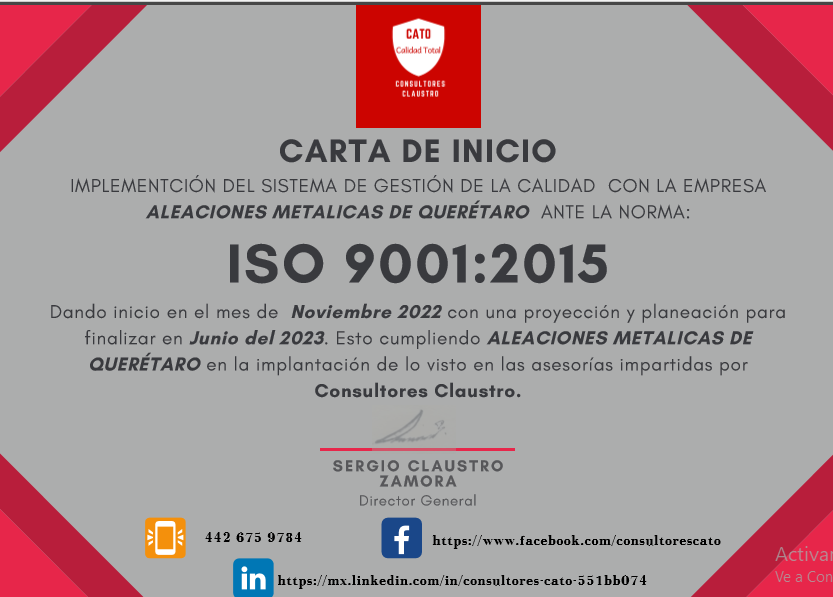 CATO
Calidad Total
CONSULTORES
CLAUSTRO
CARTA DE INICIO
IMPLEMENTCIÓN DEL SISTEMA DE GESTIÓN DE LA CALIDAD CON LA EMPRESA
ALEACIONES METALICAS DE QUERÉTARO ANTE LA NORMA:
ISO 9001:2015
Dando inicio en el mes de Noviembre 2022 con una proyección y planeación para
finalizar en Junio del 2023. Esto cumpliendo ALEACIONES METALICAS DE
QUERÉTARO en la implantación de lo visto en las asesorías impartidas por
Consultores Claustro.
SERGIO CLAUSTRO
ZAMORA
Director General
442 675 9784
https://www.facebook.com/consultorescato
https://mx.linkedin.com/in/consultores-cato-551bb074
Activar
Ve a Con